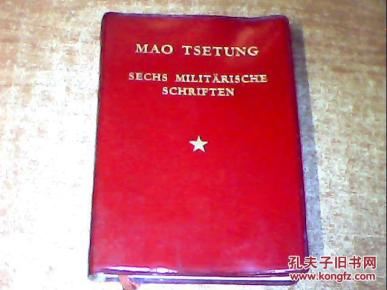 MAO TSETUNG
SECHS MILITÄRISCHE
SCHRIFTEN
孔夫子旧书网
www.kongfz.com